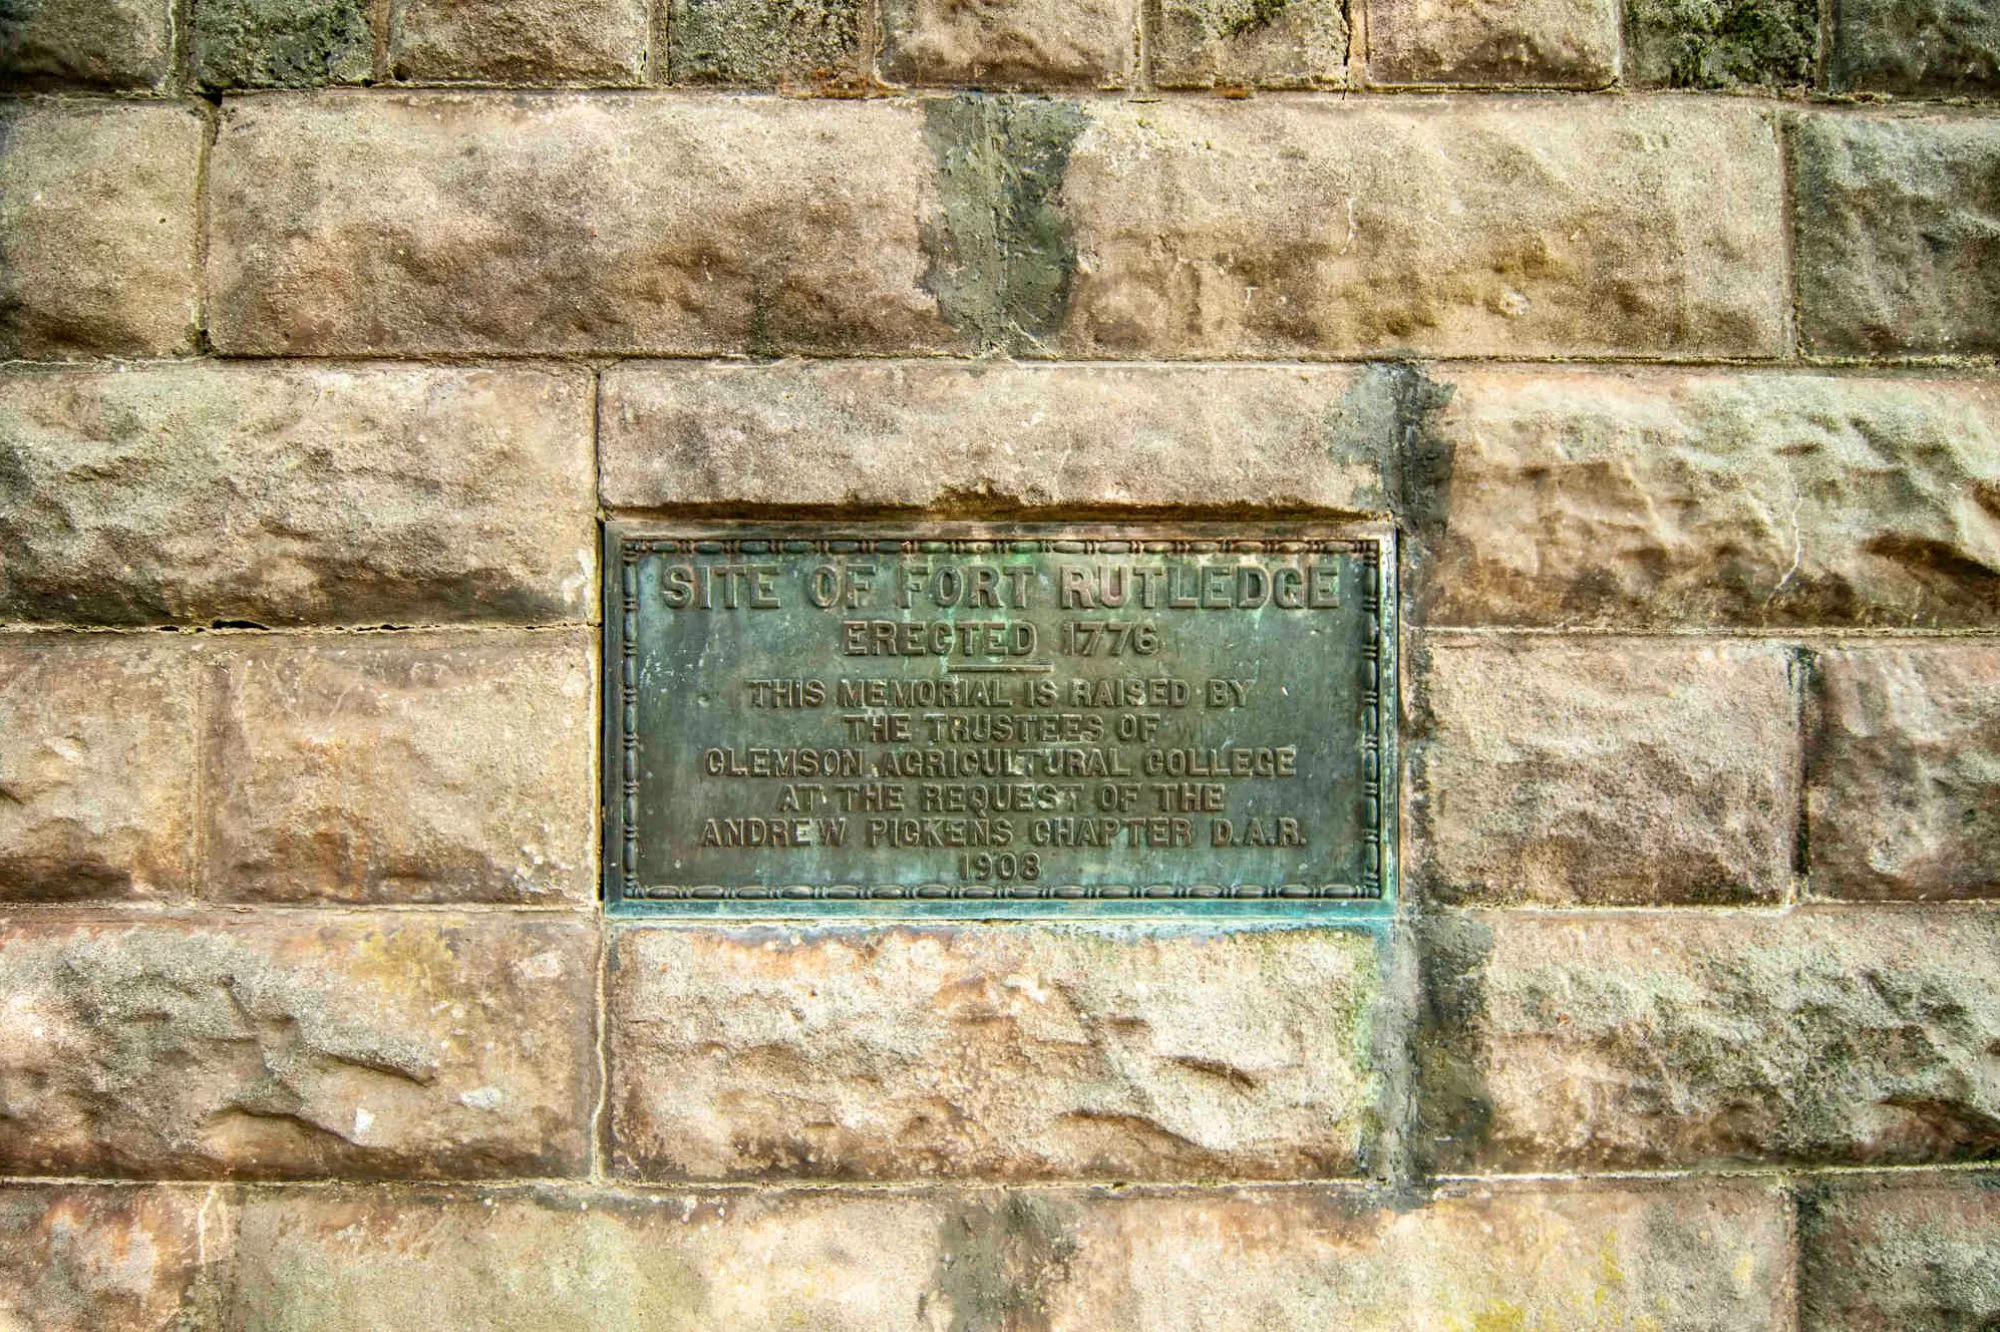 SITE OF FORT RUTLEDGE
ERECTED 1776
THIS MEMORIAL IS RAISED BY
THE TRUSTEES OF
CLEMSON AGRICULTURAL COLLEGE
AT THE REQUEST OF THE
ANDREW PICKENS CHAPTER D.A.R.
1908